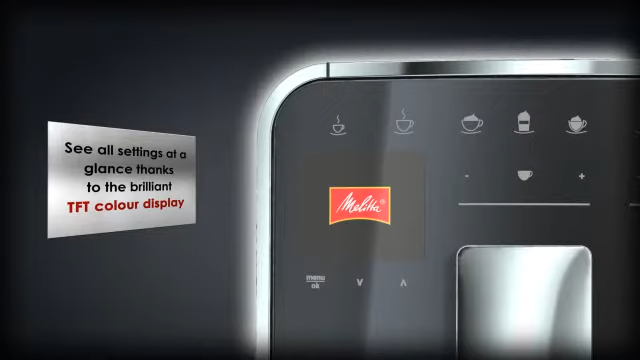 See all settings at a
glance thanks
to the brilliant
TFT colour display
Melitta®
- +
menu
ok